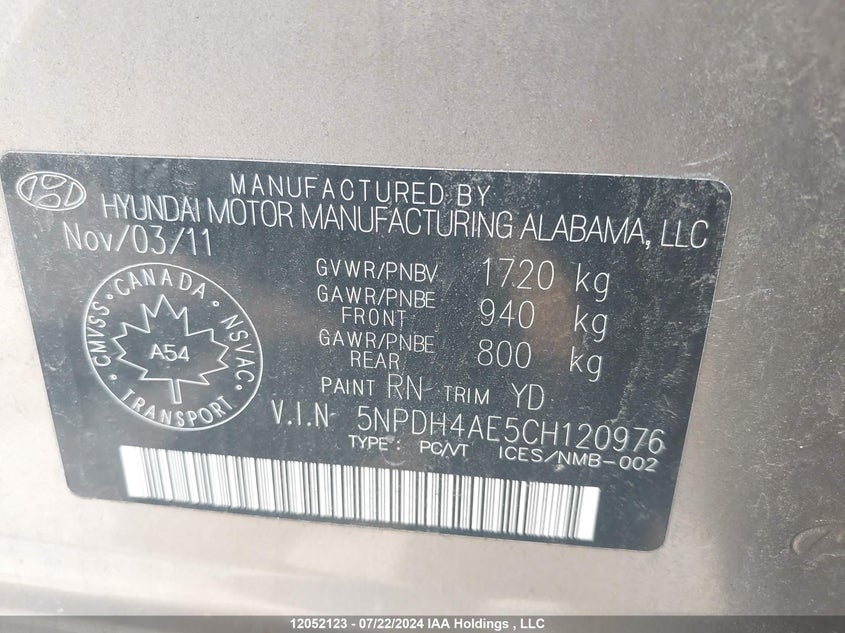 MANUFACTURED BY
HYUNDAI MOTOR MANUFACTURING ALABAMA, LLC
Nov/03/11
CMVSS · CANADA · NSVAC · TRANSPORT
A54
GVWR/PNBV 1720 kg
GAWR/PNBE FRONT 940 kg
GAWR/PNBE REAR 800 kg
PAINT RN TRIM YD
V.I.N 5NPDH4AE5CH120976
TYPE: PC/VT ICES/NMB-002
12052123 - 07/22/2024 IAA Holdings , LLC